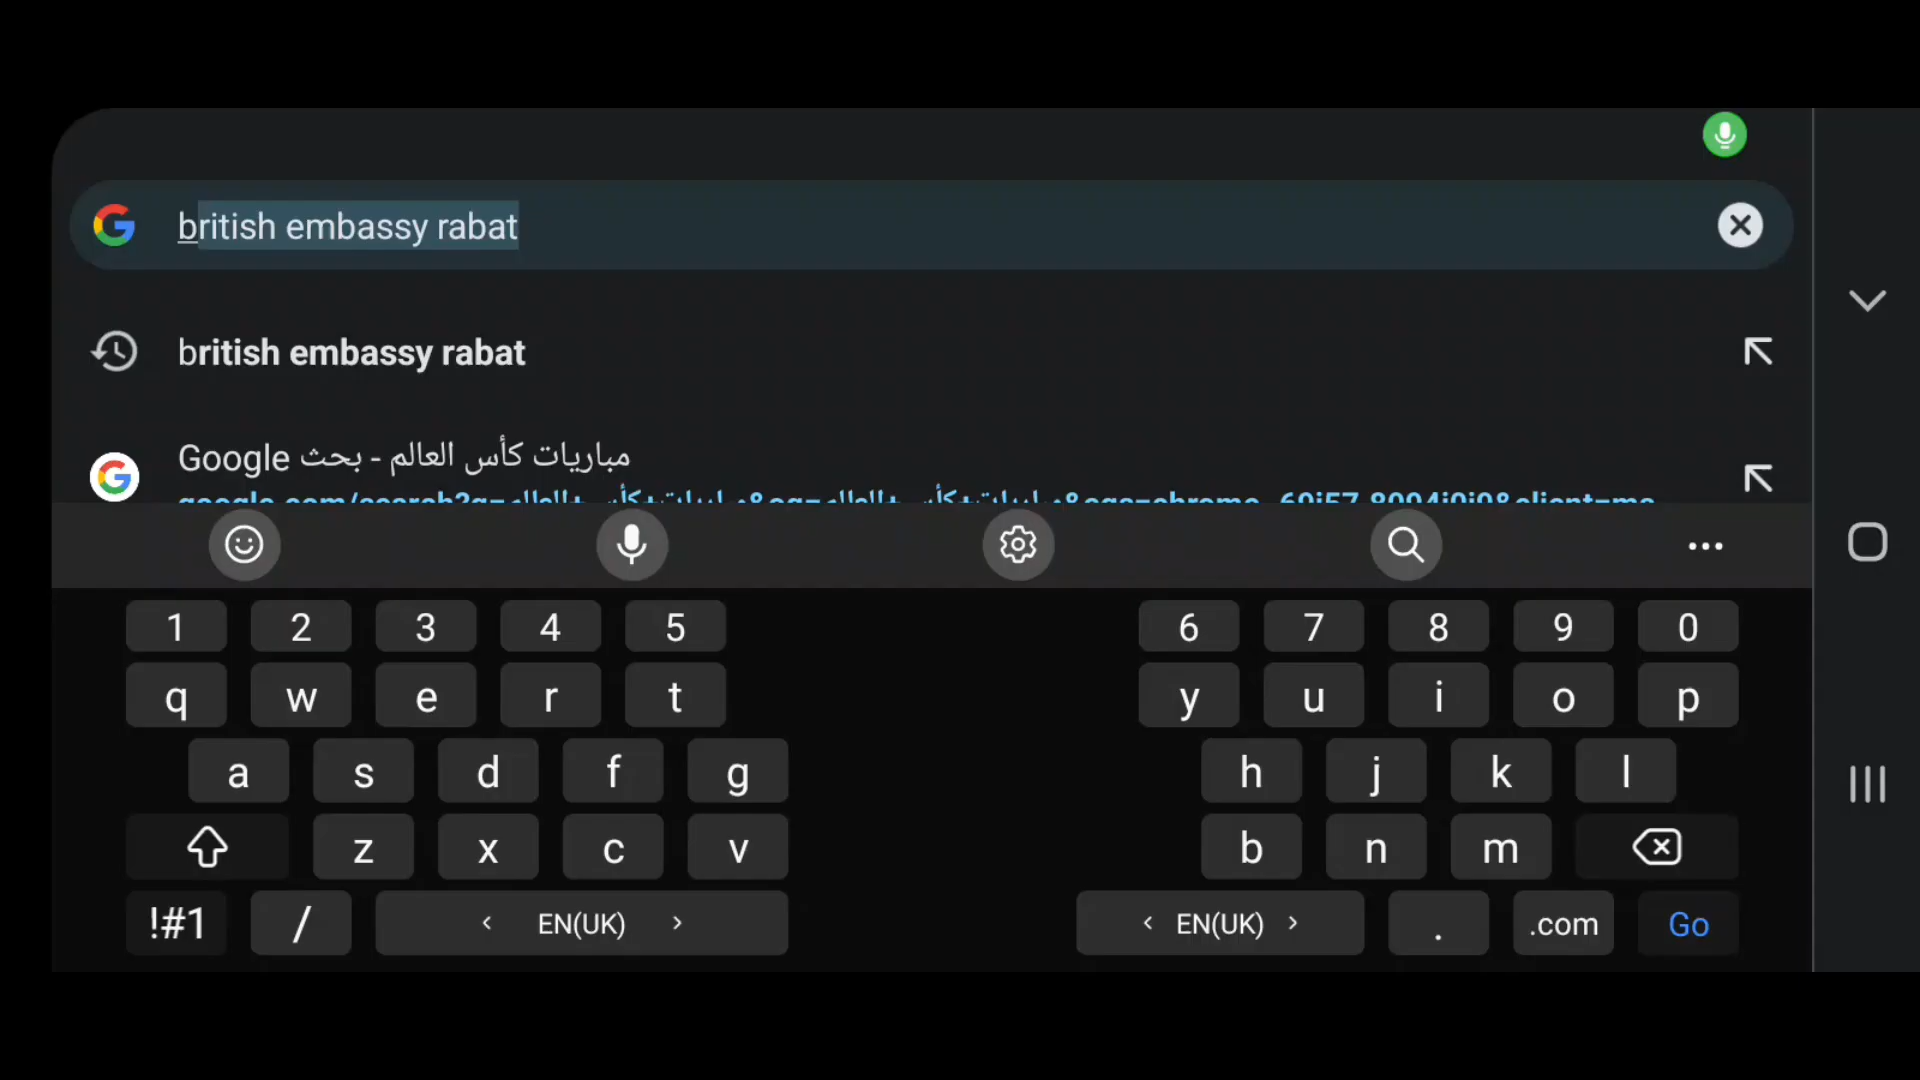 british embassy rabat
british embassy rabat
مباريات كأس العالم - بحث Google
1 2 3 4 5 6 7 8 9 0
q w e r t y u i o p
a s d f g h j k l
z x c v b n m
!#1 / < EN(UK) > < EN(UK) > . .com Go